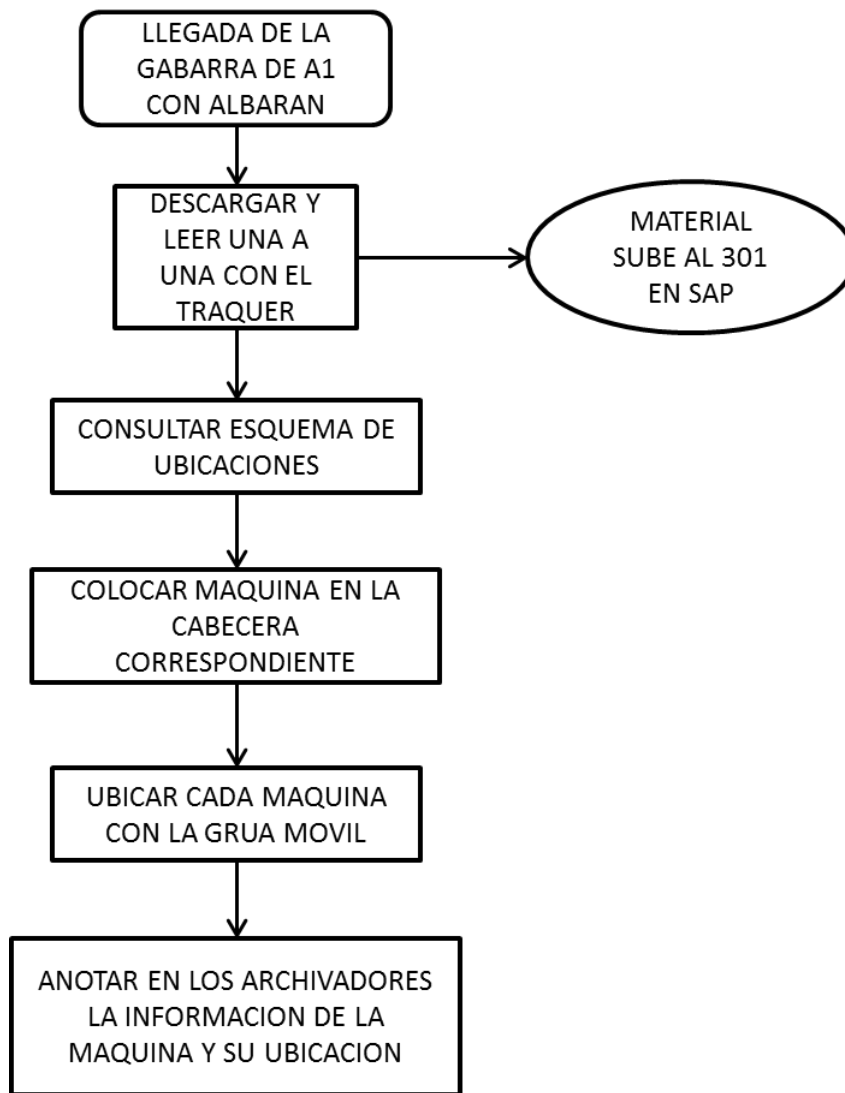 LLEGADA DE LA
GABARRA DE A1
CON ALBARAN
DESCARGAR Y
LEER UNA A
UNA CON EL
TRAQUER
MATERIAL
SUBE AL 301
EN SAP
CONSULTAR ESQUEMA DE
UBICACIONES
COLOCAR MAQUINA EN LA
CABECERA
CORRESPONDIENTE
UBICAR CADA MAQUINA
CON LA GRUA MOVIL
ANOTAR EN LOS ARCHIVADORES
LA INFORMACION DE LA
MAQUINA Y SU UBICACION